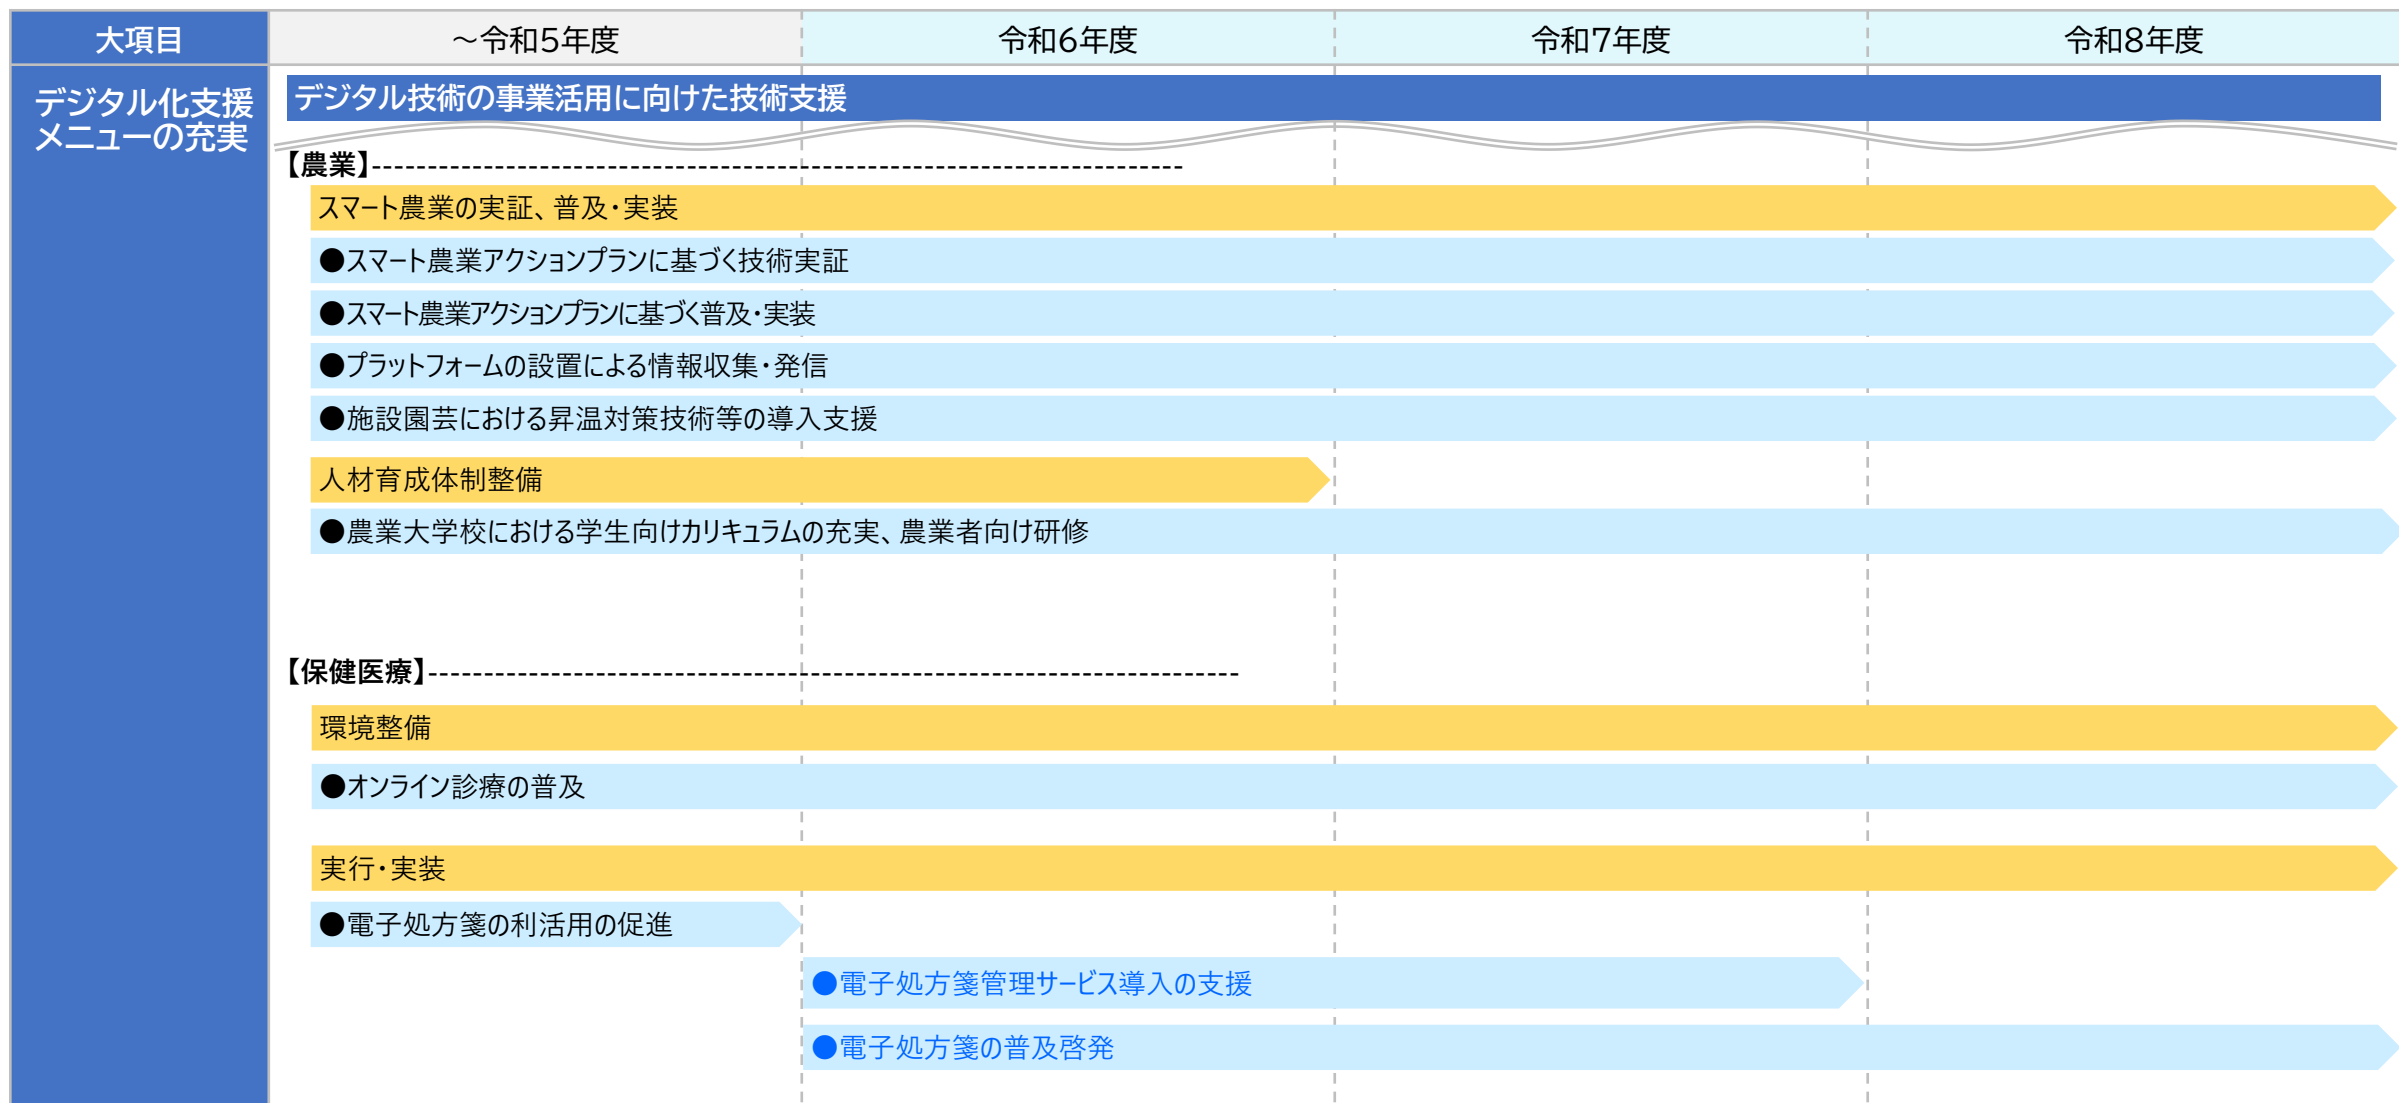 大項目
～令和5年度
令和6年度
令和7年度
令和8年度
デジタル化支援
メニューの充実
デジタル技術の事業活用に向けた技術支援
【農業】
スマート農業の実証、普及・実装
●スマート農業アクションプランに基づく技術実証
●スマート農業アクションプランに基づく普及・実装
●プラットフォームの設置による情報収集・発信
●施設園芸における昇温対策技術等の導入支援
人材育成体制整備
●農業大学校における学生向けカリキュラムの充実、農業者向け研修
【保健医療】
環境整備
●オンライン診療の普及
実行・実装
●電子処方箋の利活用の促進
●電子処方箋管理サービス導入の支援
●電子処方箋の普及啓発